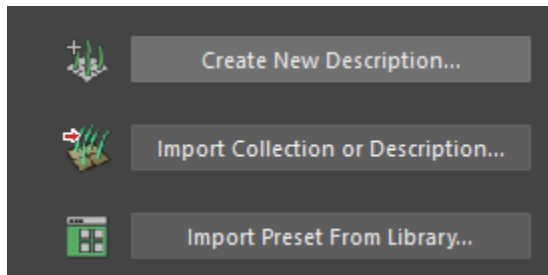 Create New Description...
Import Collection or Description...
Import Preset From Library...